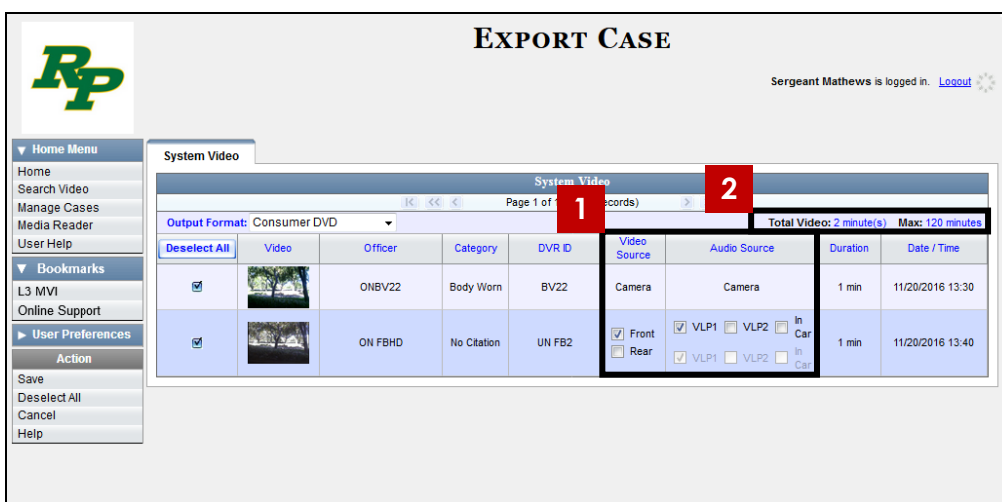 EXPORT CASE
RP
Sergeant Mathews is logged in. Logout
▼ Home Menu
Home
Search Video
Manage Cases
Media Reader
User Help
▼ Bookmarks
L3 MVI
Online Support
► User Preferences
Action
Save
Deselect All
Cancel
Help
System Video
System Video
Page 1 of ecords)
1
2
Output Format: Consumer DVD
Total Video: 2 minute(s) Max: 120 minutes
Deselect All Video Officer Category DVR ID Video Source Audio Source Duration Date / Time
ONBV22 Body Worn BV22 Camera Camera 1 min 11/20/2016 13:30
ON FBHD No Citation UN FB2 Front VLP1 VLP2 In Car 1 min 11/20/2016 13:40
Rear VLP1 VLP2 In Car